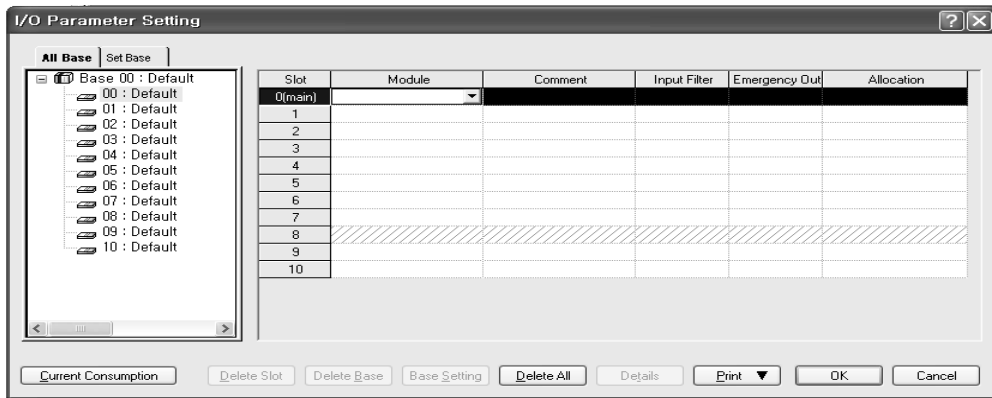 I/O Parameter Setting
All Base Set Base
Base 00 : Default
00 : Default
01 : Default
02 : Default
03 : Default
04 : Default
05 : Default
06 : Default
07 : Default
08 : Default
09 : Default
10 : Default
Slot Module Comment Input Filter Emergency Out Allocation
0(main)
1
2
3
4
5
6
7
8
9
10
Current Consumption Delete Slot Delete Base Base Setting Delete All Details Print ▼ OK Cancel